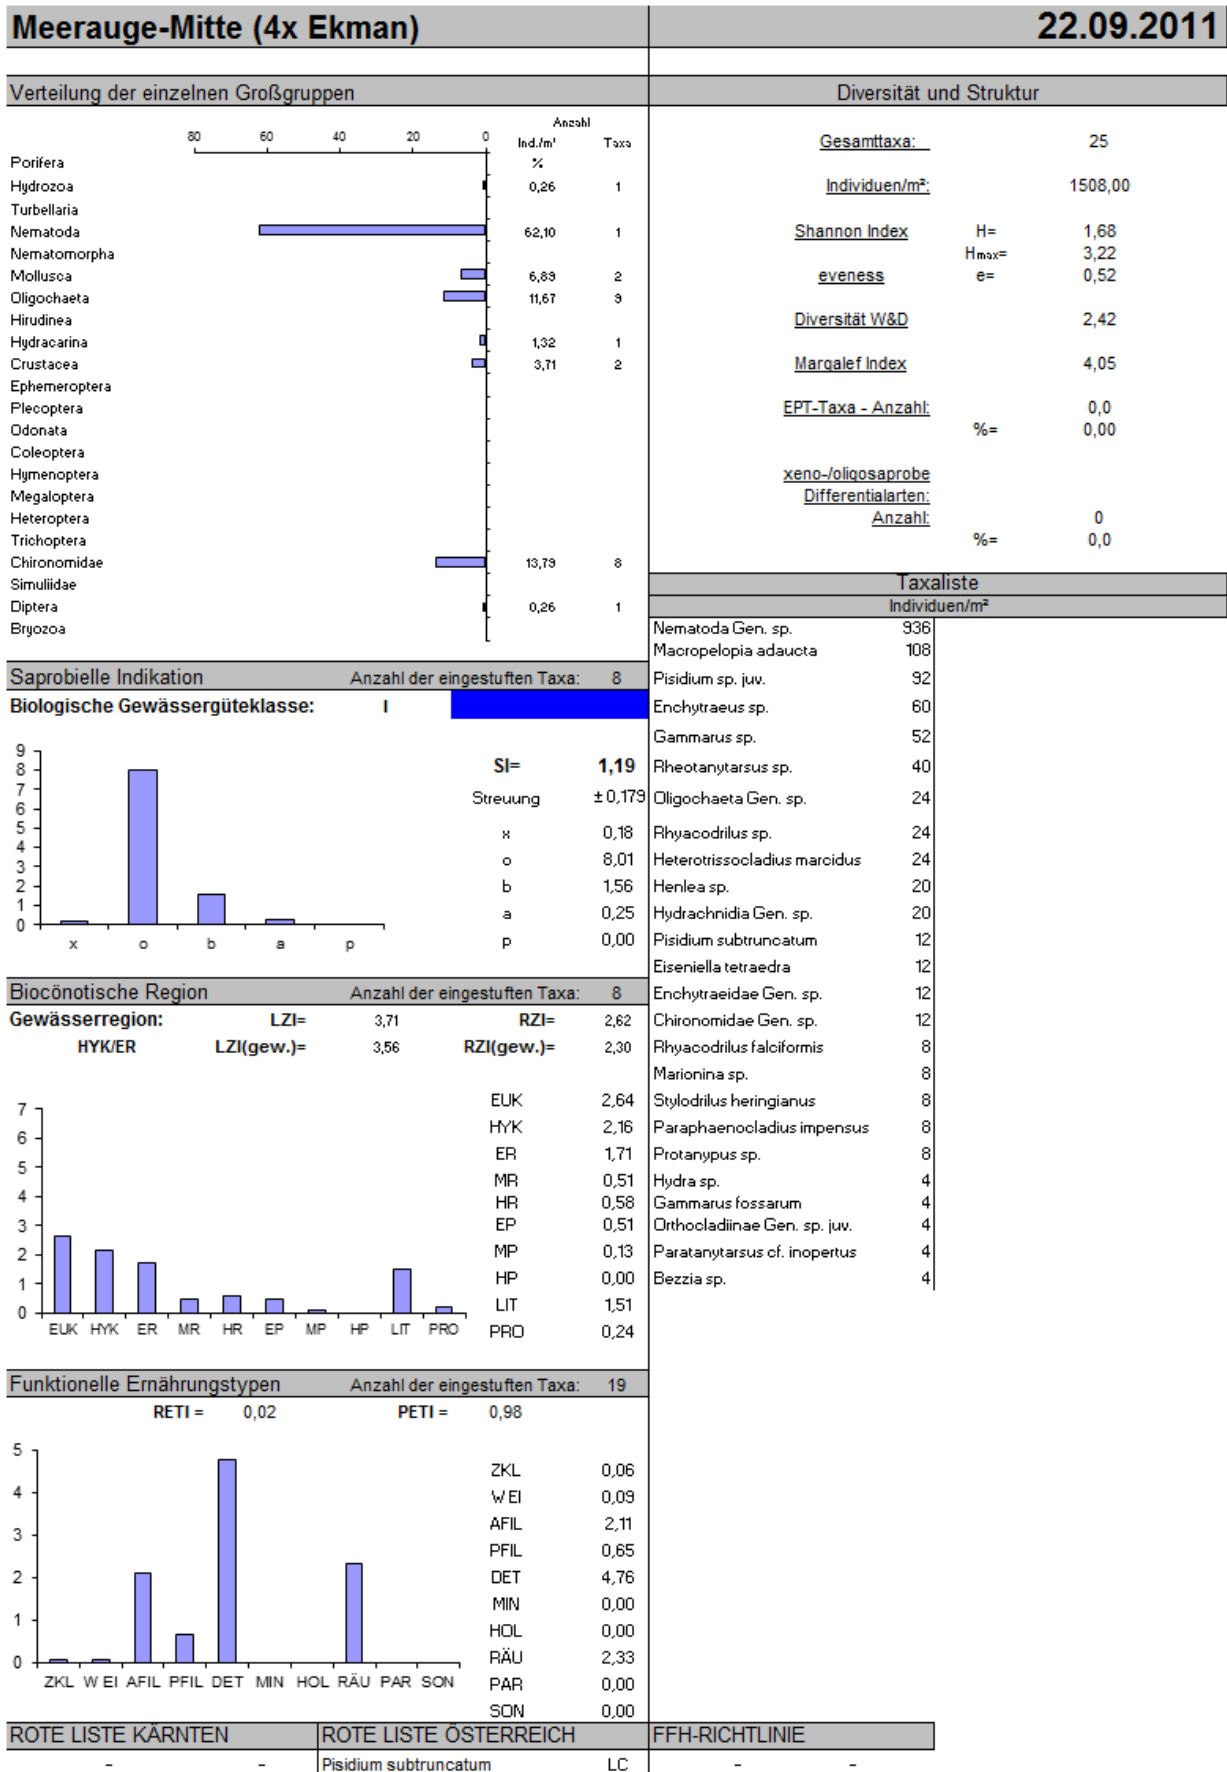 Meerauge-Mitte (4x Ekman) 22.09.2011
Verteilung der einzelnen Großgruppen
Anzahl
80 60 40 20 0 Ind./m² Taxa
Porifera %
Hydrozoa 0,26 1
Turbellaria
Nematoda 62,10 1
Nematomorpha
Mollusca 6,89 2
Oligochaeta 11,67 9
Hirudinea
Hydracarina 1,32 1
Crustacea 3,71 2
Ephemeroptera
Plecoptera
Odonata
Coleoptera
Hymenoptera
Megaloptera
Heteroptera
Trichoptera
Chironomidae 13,79 8
Simuliidae
Diptera 0,26 1
Bryozoa
Diversität und Struktur
Gesamttaxa: 25
Individuen/m²: 1508,00
Shannon Index H= 1,68
Hmax= 3,22
eveness e= 0,52
Diversität W&D 2,42
Margalef Index 4,05
EPT-Taxa - Anzahl: 0,0
%= 0,00
xeno-/oligosaprobe
Differentialarten:
Anzahl: 0
%= 0,0
Saprobielle Indikation Anzahl der eingestuften Taxa: 8
Biologische Gewässergüteklasse: I
9
8
7
6
5
4
3
2
1
0
x o b a p
SI= 1,19
Streuung ±0,179
x 0,18
o 8,01
b 1,56
a 0,25
p 0,00
Biocönotische Region Anzahl der eingestuften Taxa: 8
Gewässerregion: LZI= 3,71 RZI= 2,62
HYK/ER LZI(gew.)= 3,56 RZI(gew.)= 2,30
7
6
5
4
3
2
1
0
EUK HYK ER MR HR EP MP HP LIT PRO
EUK 2,64
HYK 2,16
ER 1,71
MR 0,51
HR 0,58
EP 0,51
MP 0,13
HP 0,00
LIT 1,51
PRO 0,24
Funktionelle Ernährungstypen Anzahl der eingestuften Taxa: 19
RETI = 0,02 PETI = 0,98
5
4
3
2
1
0
ZKL WEI AFIL PFIL DET MIN HOL RÄU PAR SON
ZKL 0,06
WEI 0,09
AFIL 2,11
PFIL 0,65
DET 4,76
MIN 0,00
HOL 0,00
RÄU 2,33
PAR 0,00
SON 0,00
Taxaliste
Individuen/m²
Nematoda Gen. sp. 936
Macropelopia adaucta 108
Pisidium sp. juv. 92
Enchytraeus sp. 60
Gammarus sp. 52
Rheotanytarsus sp. 40
Oligochaeta Gen. sp. 24
Rhyacodrilus sp. 24
Heterotrissocladius marcidus 24
Henlea sp. 20
Hydrachnidia Gen. sp. 20
Pisidium subtruncatum 12
Eiseniella tetraedra 12
Enchytraeidae Gen. sp. 12
Chironomidae Gen. sp. 12
Rhyacodrilus falciformis 8
Marionina sp. 8
Stylodrilus heringianus 8
Paraphaenocladius impensus 8
Protanypus sp. 8
Hydra sp. 4
Gammarus fossarum 4
Orthocladiinae Gen. sp. juv. 4
Paratanytarsus cf. inopertus 4
Bezzia sp. 4
ROTE LISTE KÄRNTEN ROTE LISTE ÖSTERREICH FFH-RICHTLINIE
- - Pisidium subtruncatum LC - -